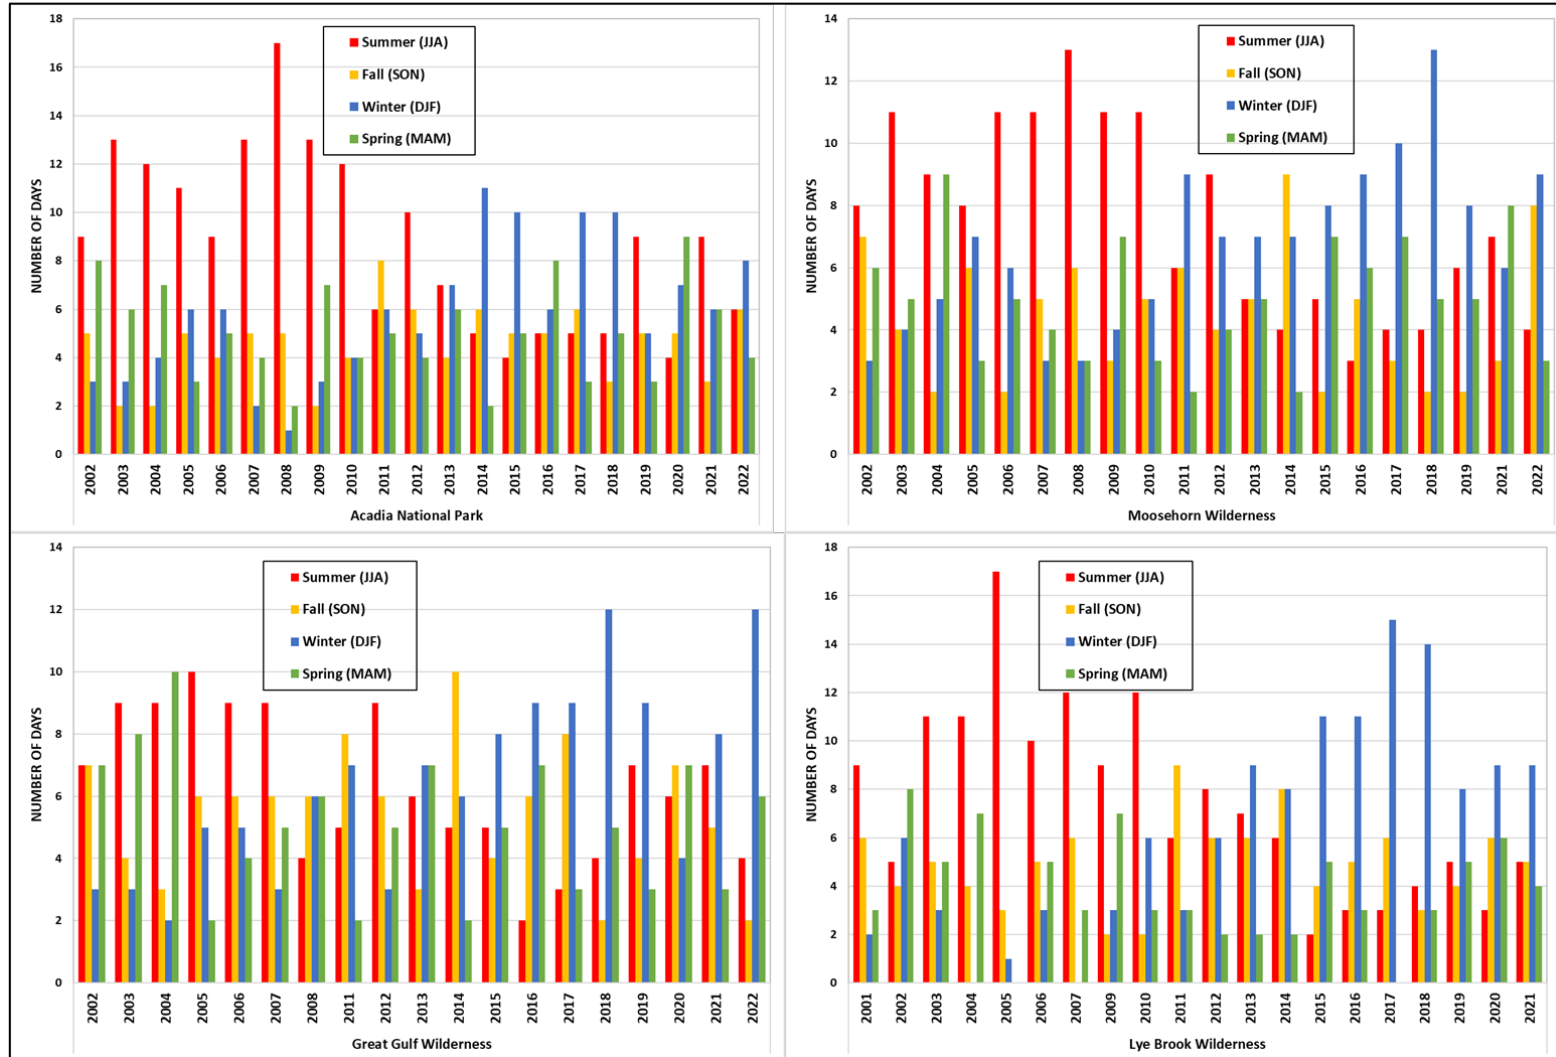 18
16
14
12
10
8
6
4
2
0
NUMBER OF DAYS
Summer (JJA)
Fall (SON)
Winter (DJF)
Spring (MAM)
2002 2003 2004 2005 2006 2007 2008 2009 2010 2011 2012 2013 2014 2015 2016 2017 2018 2019 2020 2021 2022
Acadia National Park
14
12
10
8
6
4
2
0
NUMBER OF DAYS
Summer (JJA)
Fall (SON)
Winter (DJF)
Spring (MAM)
2002 2003 2004 2005 2006 2007 2008 2009 2010 2011 2012 2013 2014 2015 2016 2017 2018 2019 2021 2022
Moosehorn Wilderness
14
12
10
8
6
4
2
0
NUMBER OF DAYS
Summer (JJA)
Fall (SON)
Winter (DJF)
Spring (MAM)
2002 2003 2004 2005 2006 2007 2008 2011 2012 2013 2014 2015 2016 2017 2018 2019 2020 2021 2022
Great Gulf Wilderness
18
16
14
12
10
8
6
4
2
0
NUMBER OF DAYS
Summer (JJA)
Fall (SON)
Winter (DJF)
Spring (MAM)
2001 2002 2003 2004 2005 2006 2007 2009 2010 2011 2012 2013 2014 2015 2016 2017 2018 2019 2020 2021
Lye Brook Wilderness